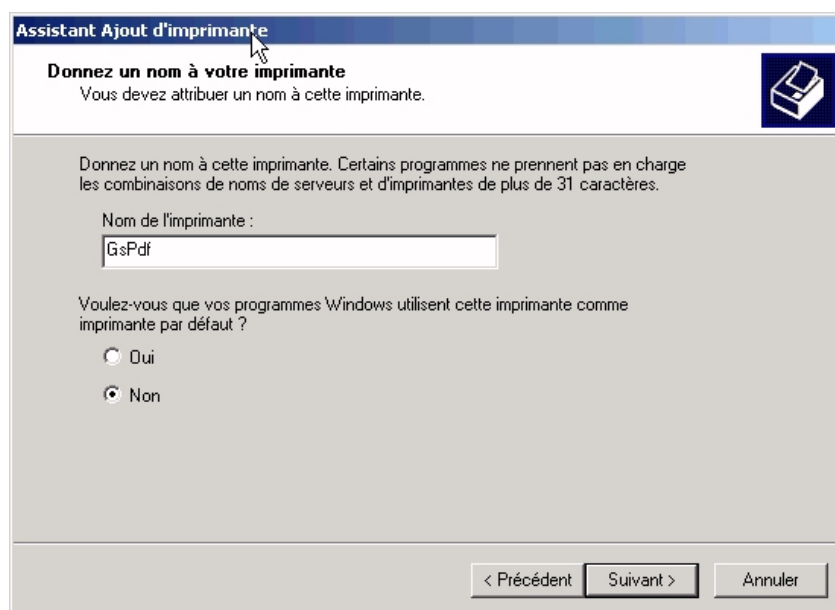 Assistant Ajout d'imprimante
Donnez un nom à votre imprimante
Vous devez attribuer un nom à cette imprimante.
Donnez un nom à cette imprimante. Certains programmes ne prennent pas en charge
les combinaisons de noms de serveurs et d'imprimantes de plus de 31 caractères.
Nom de l'imprimante :
GsPdf
Voulez-vous que vos programmes Windows utilisent cette imprimante comme
imprimante par défaut ?
Oui
Non
< Précédent Suivant > Annuler